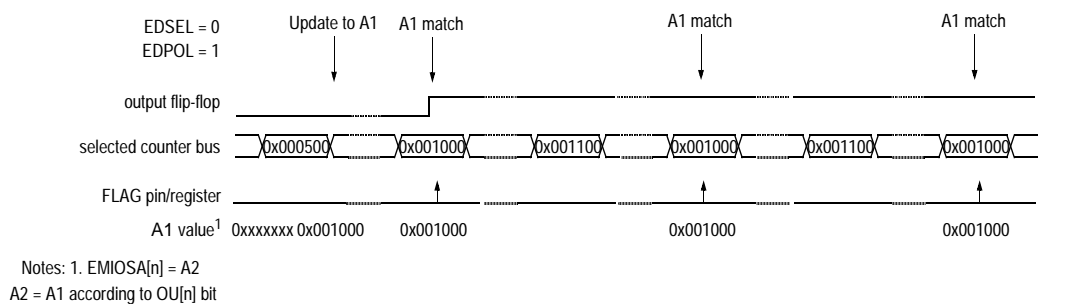 EDSEL = 0
EDPOL = 1
Update to A1 A1 match A1 match A1 match
output flip-flop
selected counter bus 0x000500 0x001000 0x001100 0x001000 0x001100 0x001000
FLAG pin/register
A1 value1 0xxxxxxx 0x001000 0x001000 0x001000 0x001000
Notes: 1. EMIOSA[n] = A2
A2 = A1 according to OU[n] bit